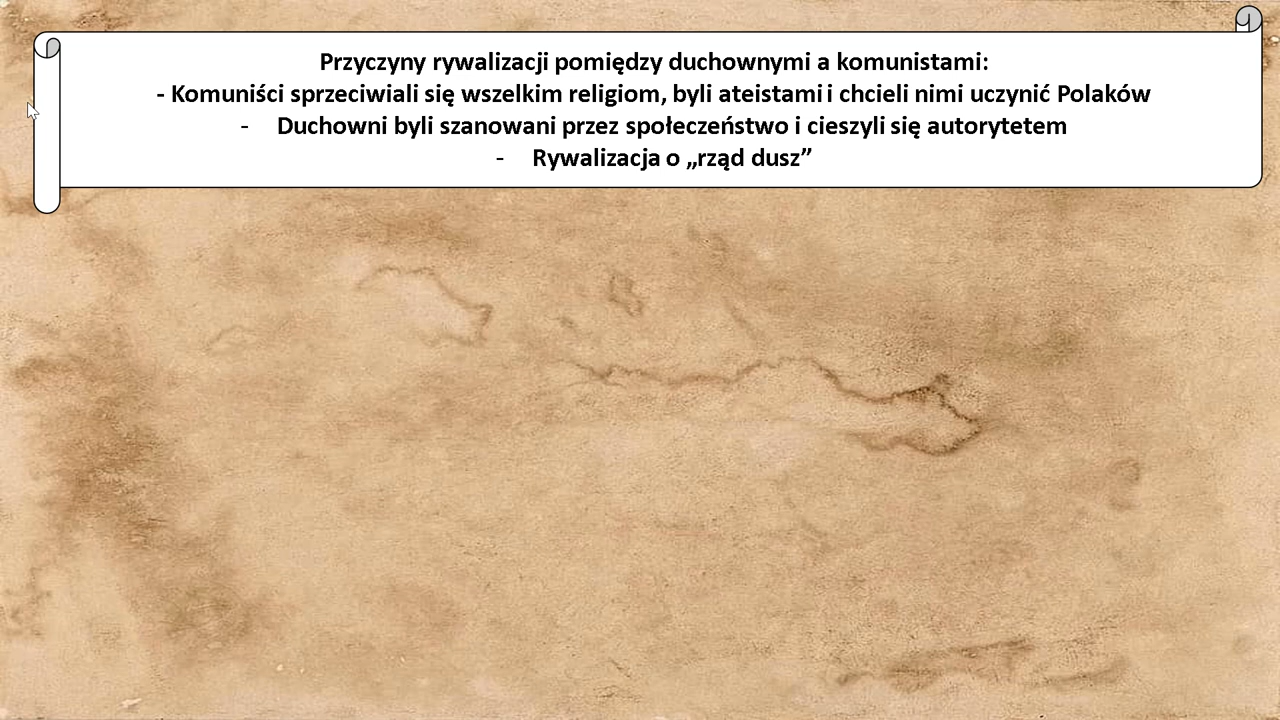 Przyczyny rywalizacji pomiędzy duchownymi a komunistami:
- Komuniści sprzeciwiali się wszelkim religiom, byli ateistami i chcieli nimi uczynić Polaków
- Duchowni byli szanowani przez społeczeństwo i cieszyli się autorytetem
- Rywalizacja o „rząd dusz”